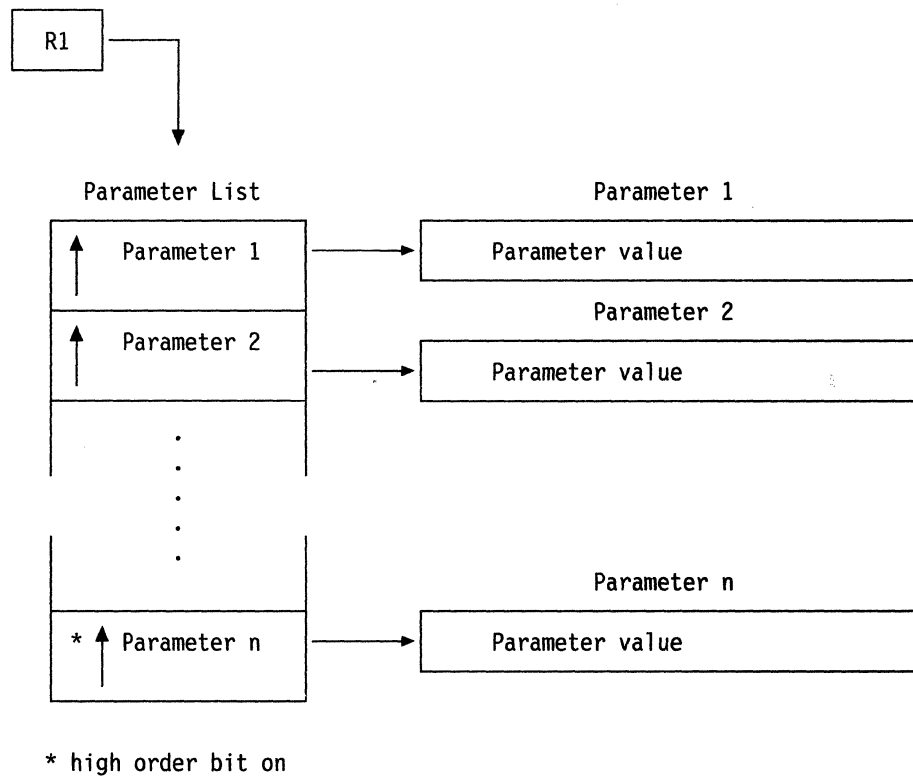 R1
Parameter List
Parameter 1
Parameter 1
Parameter value
Parameter 2
Parameter 2
Parameter value
Parameter n
* Parameter n
Parameter value
* high order bit on